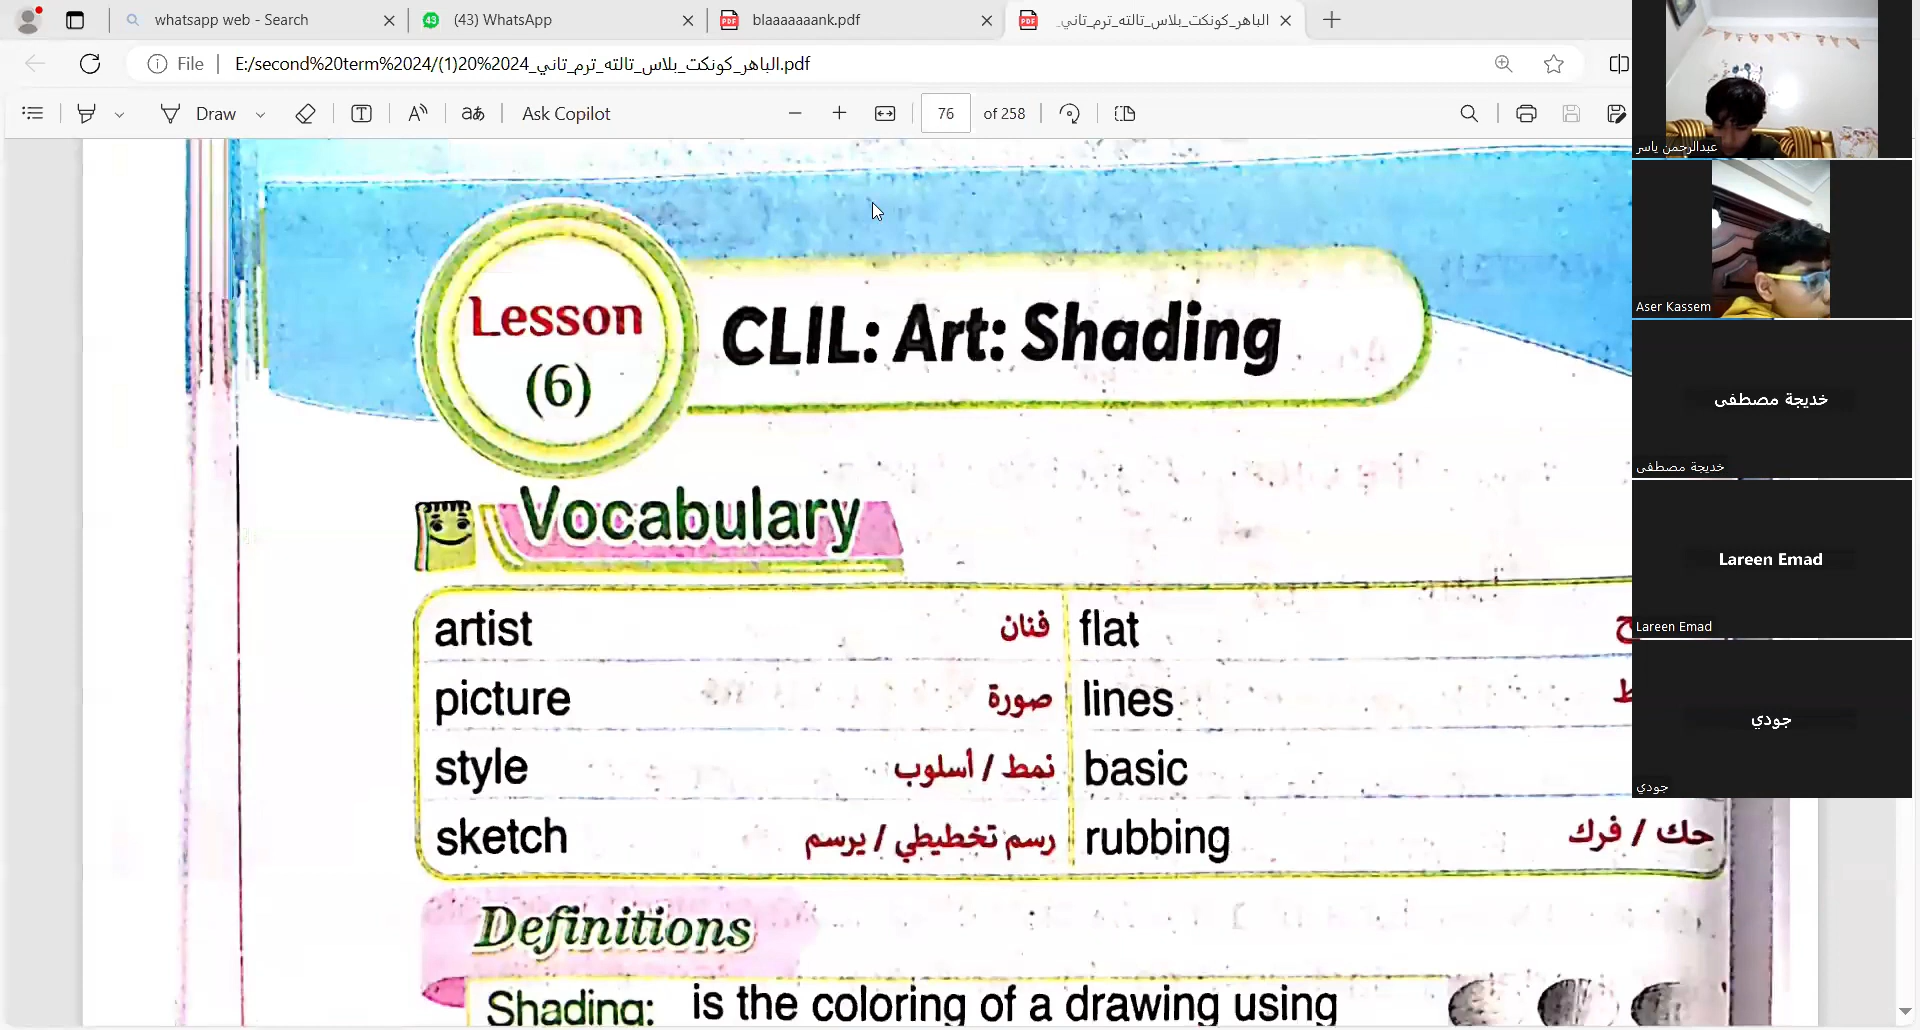 whatsapp web - Search
(43) WhatsApp
blaaaaaaank.pdf
الباهر_كونكت_بلاس_تالته_ترم_تاني_
File
E:/second%20term%2024/(1)20%2024_الباهر_كونكت_بلاس_تالته_ترم_تاني.pdf
Draw
Ask Copilot
76 of 258
Lesson
(6)
CLIL: Art: Shading
Vocabulary
artist فنان flat
picture صورة lines
style نمط / أسلوب basic
sketch رسم تخطيطي / يرسم rubbing حك / فرك
Definitions
Shading: is the coloring of a drawing using
عبدالرحمن ياسر
Aser Kassem
خديجة مصطفى
خديجة مصطفى
Lareen Emad
Lareen Emad
جودي
جودي